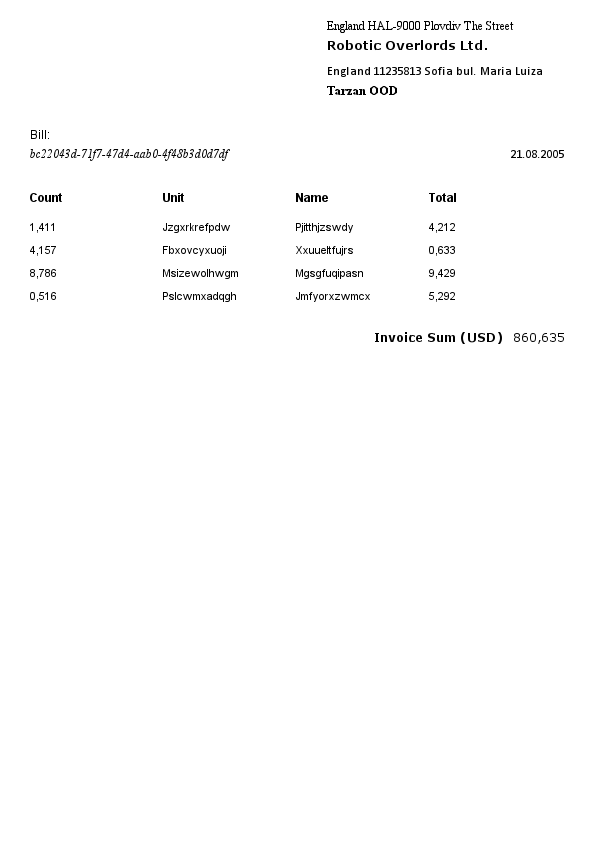 England HAL-9000 Plovdiv The Street
Robotic Overlords Ltd.
England 11235813 Sofia bul. Maria Luiza
Tarzan OOD
Bill:
bc22043d-71f7-47d4-aab0-4f48b3d0d7df 21.08.2005
Count Unit Name Total
1,411 Jzgxrkrefpdw Pjitthjzswdy 4,212
4,157 Fbxovcyxuoji Xxuueltfujrs 0,633
8,786 Msizewolhwgm Mgsgfuqipasn 9,429
0,516 Pslcwmxadqgh Jmfyorxzwmcx 5,292
Invoice Sum (USD) 860,635